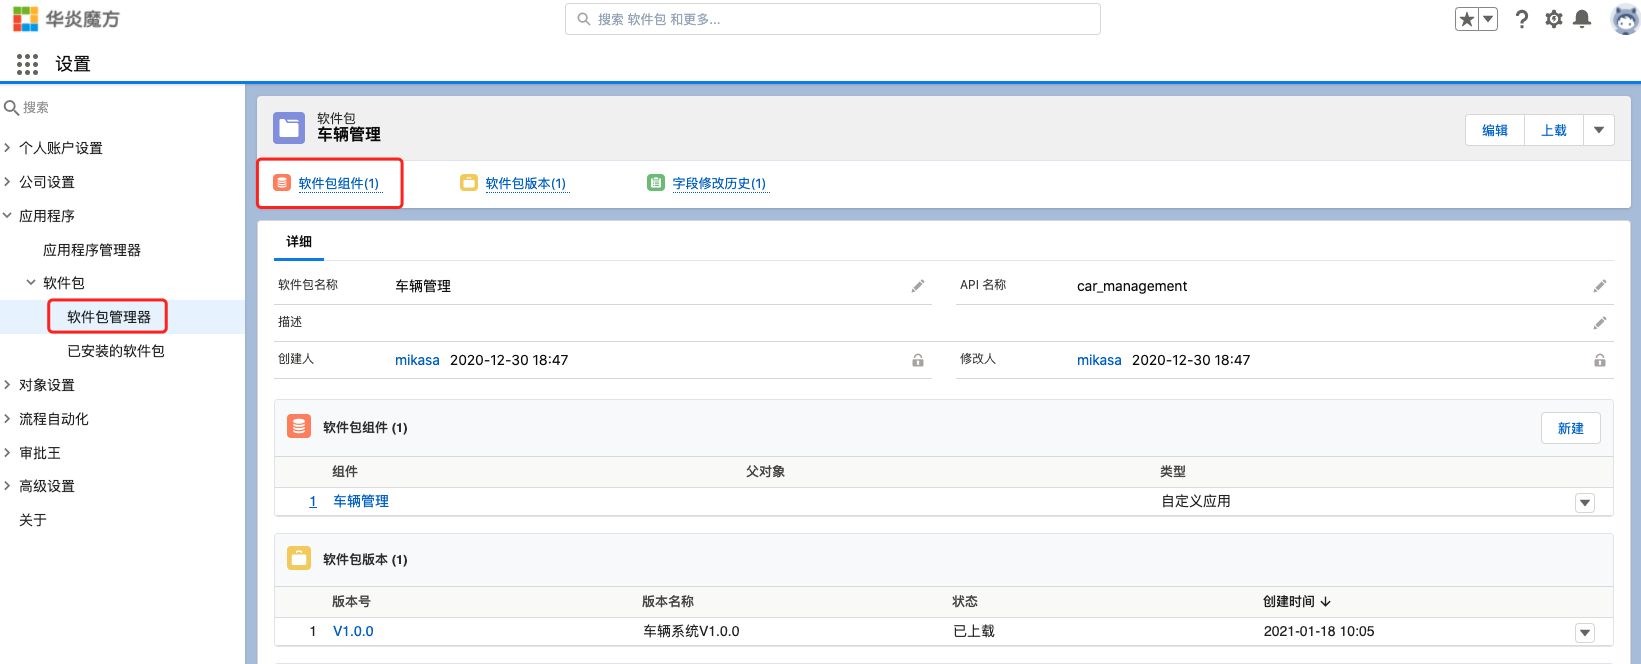 华炎魔方
搜索 软件包 和更多...
设置
搜索
个人账户设置
公司设置
应用程序
应用程序管理器
软件包
软件包管理器
已安装的软件包
对象设置
流程自动化
审批王
高级设置
关于
软件包
车辆管理
编辑 上载
软件包组件(1) 软件包版本(1) 字段修改历史(1)
详细
软件包名称 车辆管理 API 名称 car_management
描述
创建人 mikasa 2020-12-30 18:47 修改人 mikasa 2020-12-30 18:47
软件包组件 (1) 新建
组件 父对象 类型
1 车辆管理 自定义应用
软件包版本 (1)
版本号 版本名称 状态 创建时间
1 V1.0.0 车辆系统V1.0.0 已上载 2021-01-18 10:05